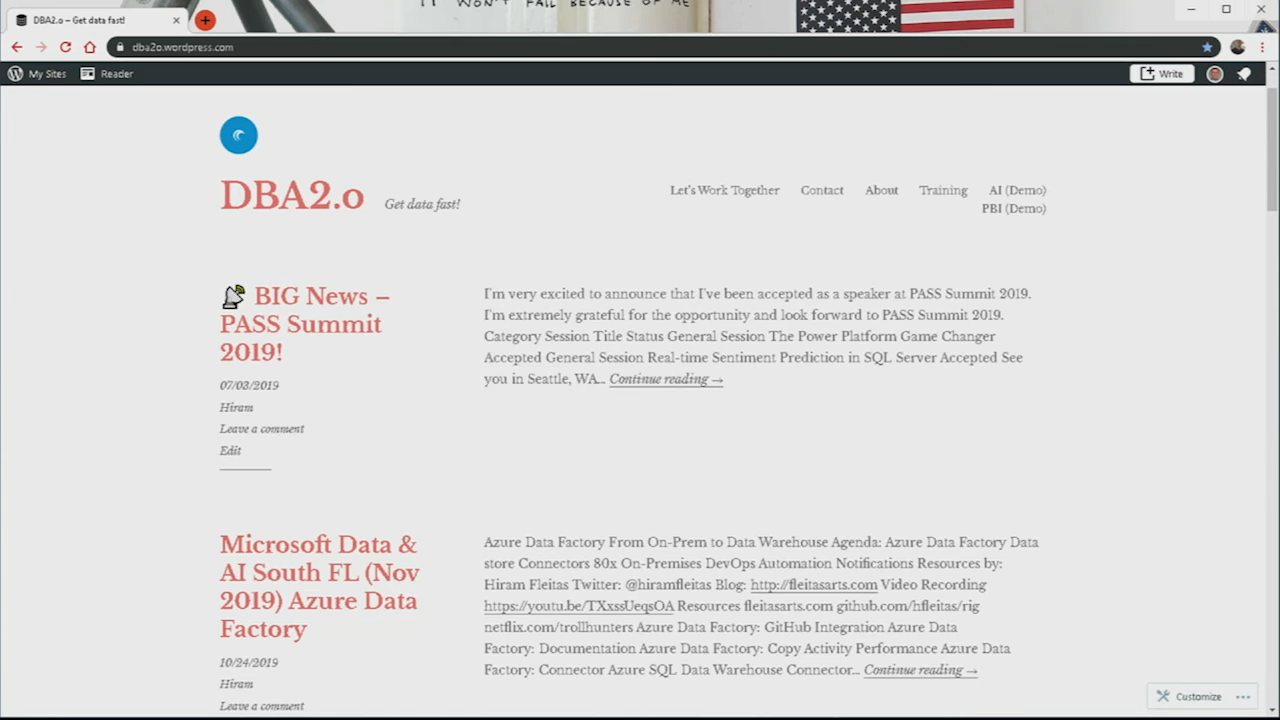 IT WON'T FAIL BECAUSE OF ME
DBA2.o – Get data fast!
dba2o.wordpress.com
My Sites
Reader
Write
DBA2.o
Get data fast!
Let's Work Together
Contact
About
Training
AI (Demo)
PBI (Demo)
BIG News –
PASS Summit
2019!
07/03/2019
Hiram
Leave a comment
Edit
I'm very excited to announce that I've been accepted as a speaker at PASS Summit 2019.
I'm extremely grateful for the opportunity and look forward to PASS Summit 2019.
Category Session Title Status General Session The Power Platform Game Changer
Accepted General Session Real-time Sentiment Prediction in SQL Server Accepted See
you in Seattle, WA… Continue reading →
Microsoft Data &
AI South FL (Nov
2019) Azure Data
Factory
10/24/2019
Hiram
Leave a comment
Azure Data Factory From On-Prem to Data Warehouse Agenda: Azure Data Factory Data
store Connectors 80x On-Premises DevOps Automation Notifications Resources by:
Hiram Fleitas Twitter: @hiramfleitas Blog: http://fleitasarts.com Video Recording
https://youtu.be/TXxssUeqsOA Resources fleitasarts.com github.com/hfleitas/rig
netflix.com/trollhunters Azure Data Factory: GitHub Integration Azure Data
Factory: Documentation Azure Data Factory: Copy Activity Performance Azure Data
Factory: Connector Azure SQL Data Warehouse Connector… Continue reading →
Customize